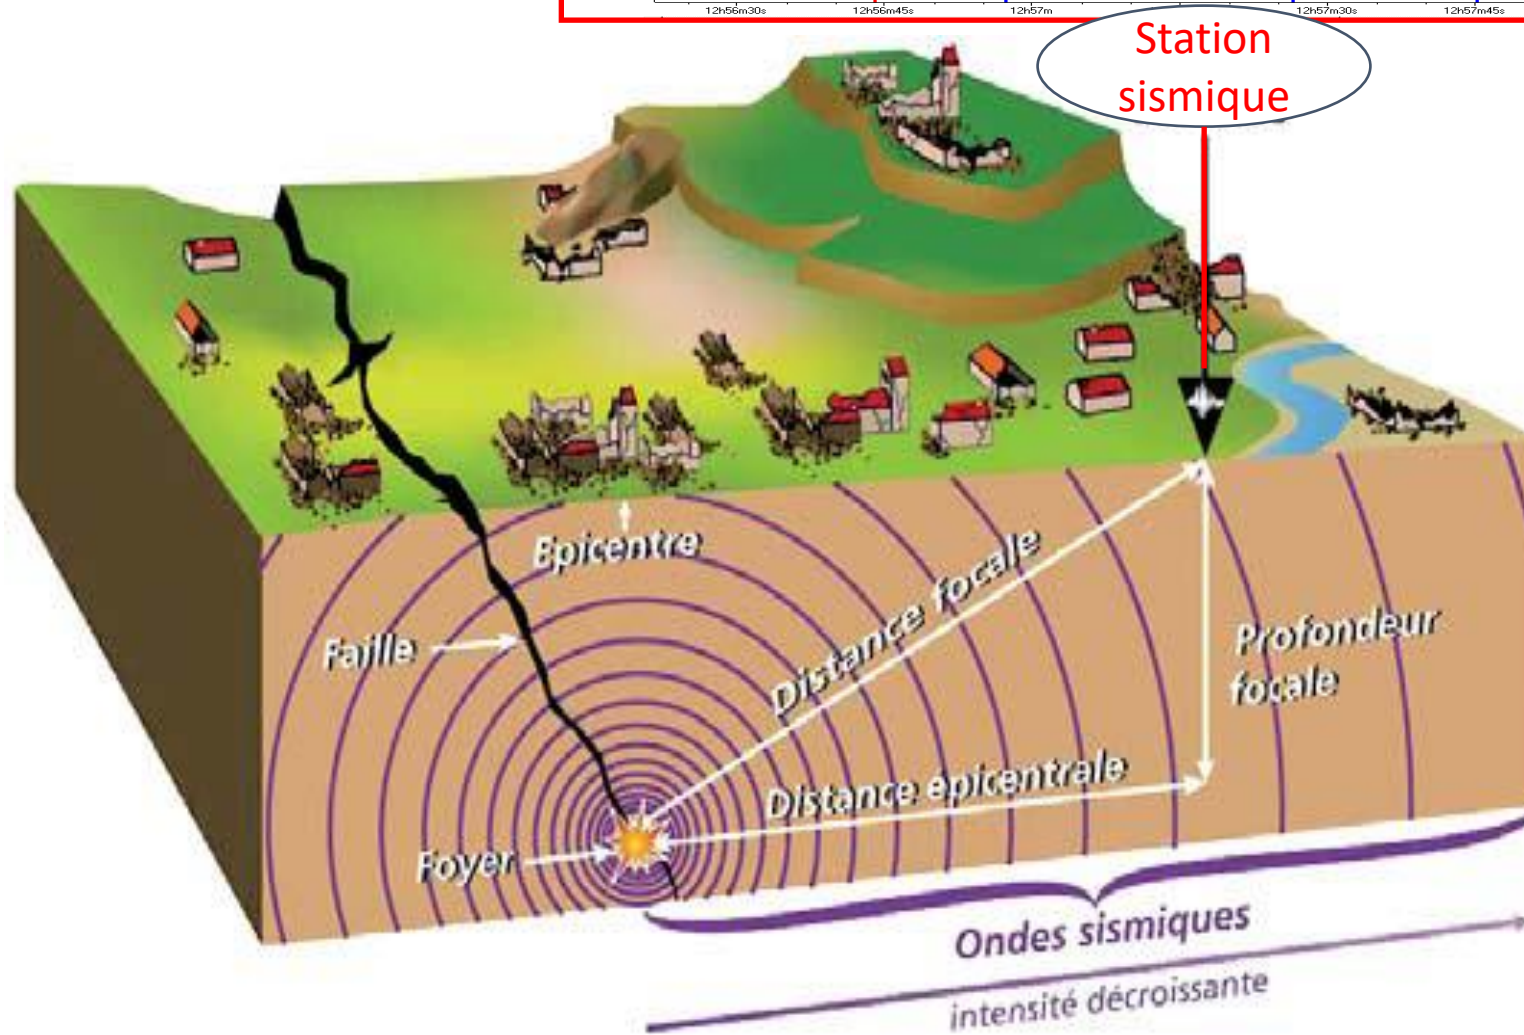 12h56m30s 12h56m45s 12h57m 12h57m30s 12h57m45s
Station
sismique
Epicentre
Distance focale
Faille
Profondeur
focale
Distance épicentrale
Foyer
Ondes sismiques
intensité décroissante